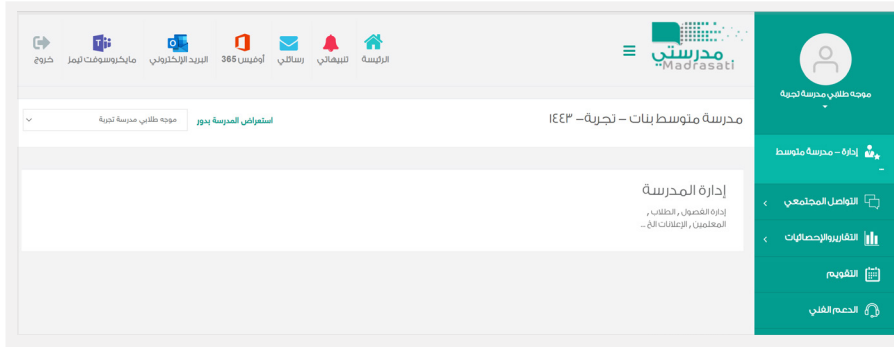 موجه طلابي مدرسة تجربة
إدارة – مدرسة متوسط
–
التواصل المجتمعي
التقارير والإحصائيات
التقويم
الدعم الفني
مدرستي
Madrasati
الرئيسة
تنبيهاتي
رسائلي
أوفيس 365
البريد الإلكتروني
مايكروسوفت تيمز
خروج
مدرسة متوسط بنات – تجربة– ١٤٤٣
استعراض المدرسة بدور
موجه طلابي مدرسة تجربة
إدارة المدرسة
إدارة الفصول , الطلاب ,
المعلمين , الإعلانات الخ ...